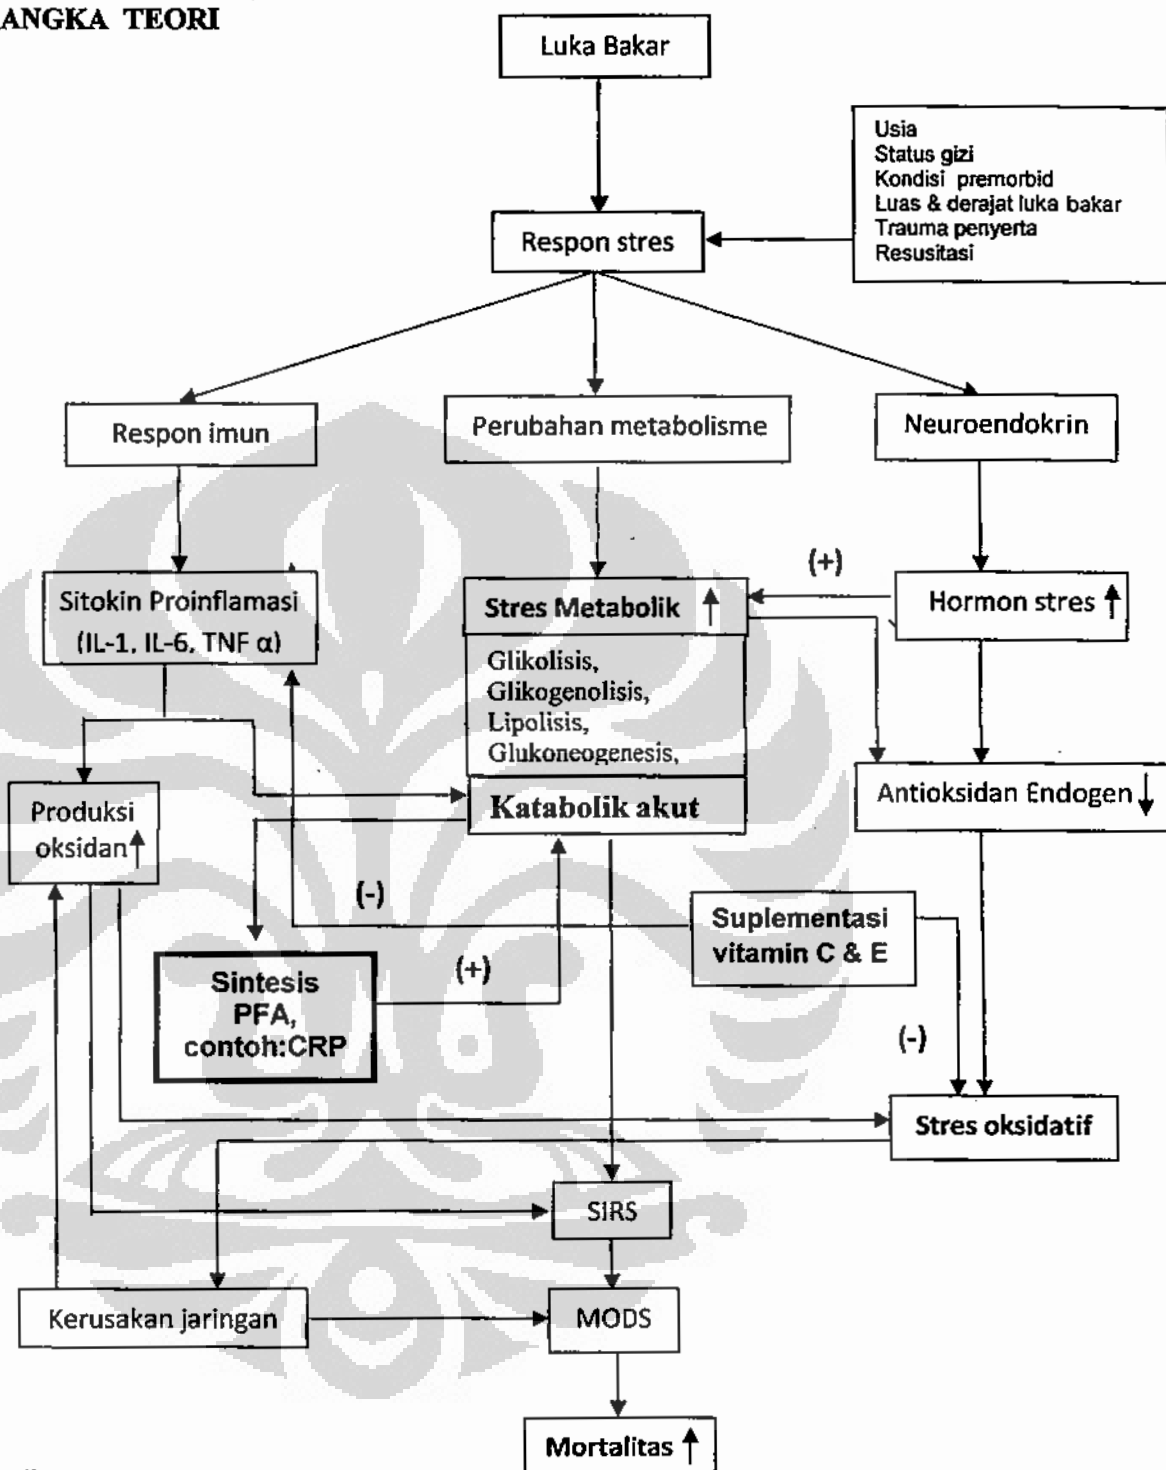 ANGKA TEORI
Luka Bakar
Usia
Status gizi
Kondisi premorbid
Luas & derajat luka bakar
Trauma penyerta
Resusitasi
Respon stres
Respon imun
Perubahan metabolisme
Neuroendokrin
(+)
Sitokin Proinflamasi
(IL-1, IL-6, TNF α)
Stres Metabolik ↑
Hormon stres ↑
Glikolisis,
Glikogenolisis,
Lipolisis,
Glukoneogenesis,
Katabolik akut
Antioksidan Endogen ↓
Produksi
oksidan ↑
(-)
Suplementasi
vitamin C & E
Sintesis
PFA,
contoh:CRP
(+)
(-)
Stres oksidatif
SIRS
Kerusakan jaringan
MODS
Mortalitas ↑